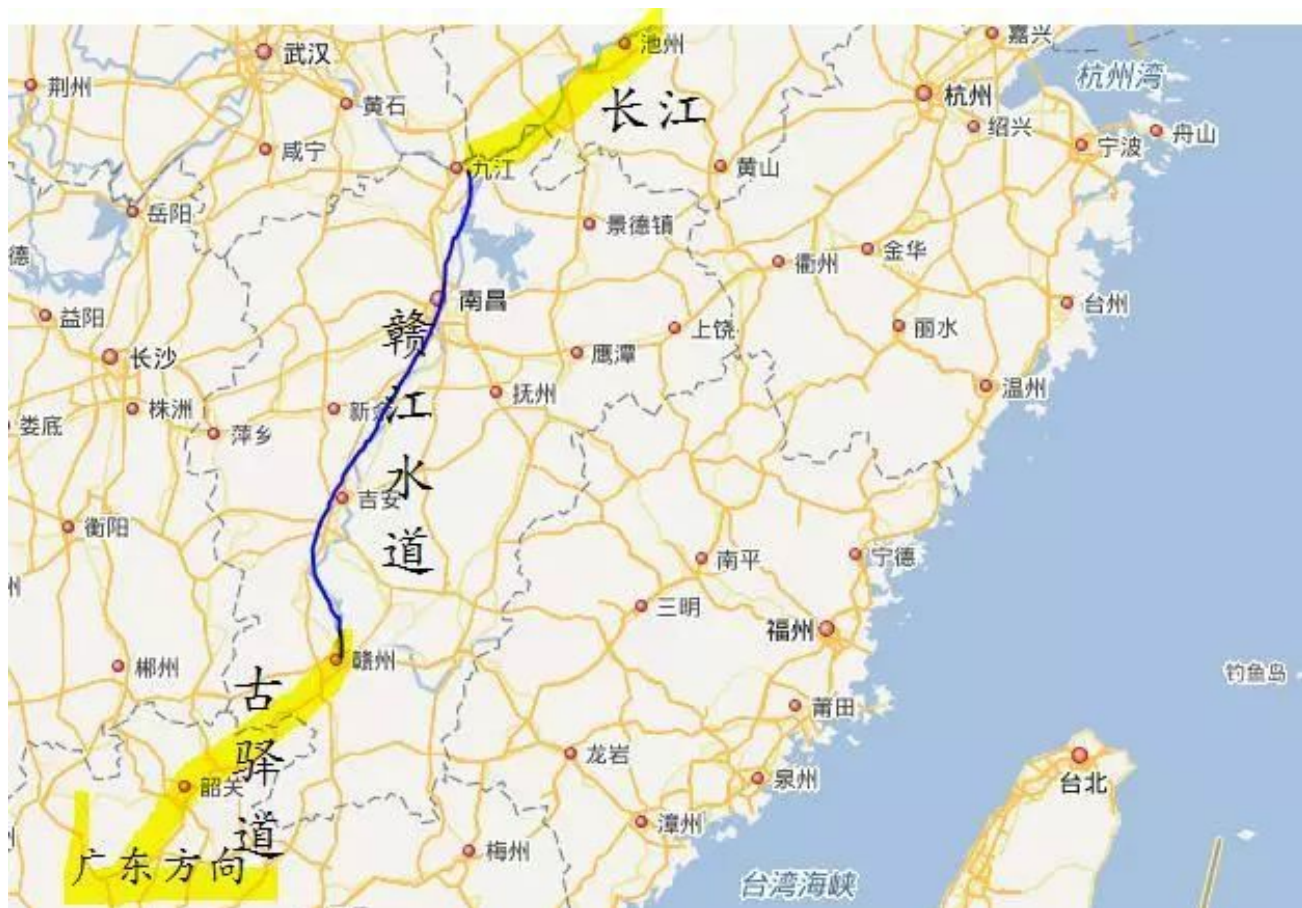 池州
武汉
嘉兴
荆州
杭州湾
杭州
黄石
长江
绍兴
舟山
咸宁
宁波
九江
黄山
岳阳
景德镇
金华
德
衢州
南昌
台州
益阳
上饶
丽水
长沙
鹰潭
温州
抚州
株洲
新余
娄底
萍乡
赣江水道
吉安
衡阳
南平
宁德
州
三明
福州
赣州
郴州
钓鱼岛
古驿道
莆田
龙岩
泉州
台北
韶关
漳州
梅州
广东方向
台湾海峡